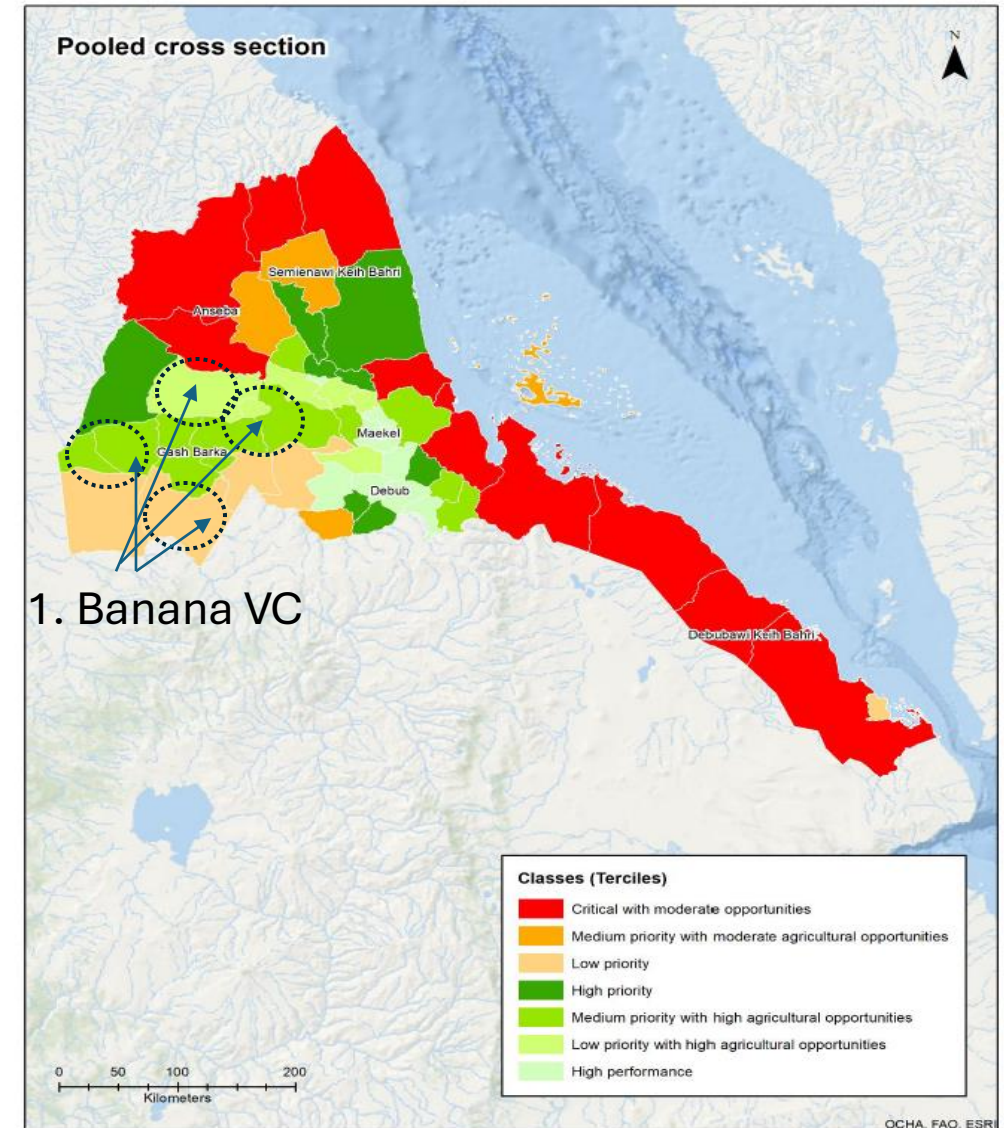 Pooled cross section
N
Semienawi Keih Bahri
Anseba
Maekel
Gash Barka
Debub
1. Banana VC
Debubawi Keih Bahri
Classes (Terciles)
Critical with moderate opportunities
Medium priority with moderate agricultural opportunities
Low priority
High priority
Medium priority with high agricultural opportunities
Low priority with high agricultural opportunities
High performance
0 50 100 200
Kilometers
OCHA, FAO, ESRI